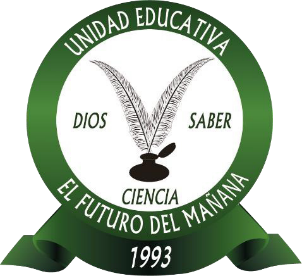 UNIDAD EDUCATIVA
DIOS
SABER
CIENCIA
EL FUTURO DEL MAÑANA
1993